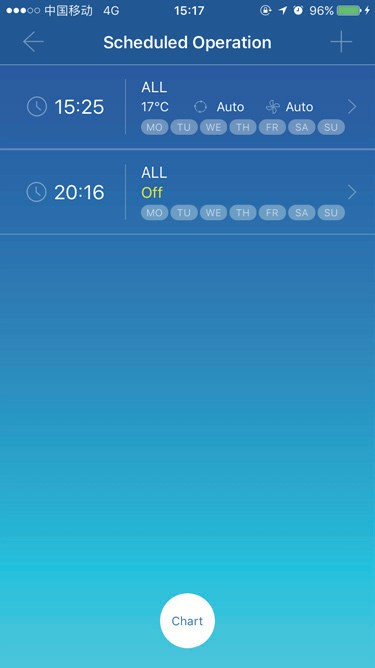 中国移动 4G 15:17 96%
Scheduled Operation
15:25
ALL
17°C Auto Auto
MO TU WE TH FR SA SU
20:16
ALL
Off
MO TU WE TH FR SA SU
Chart